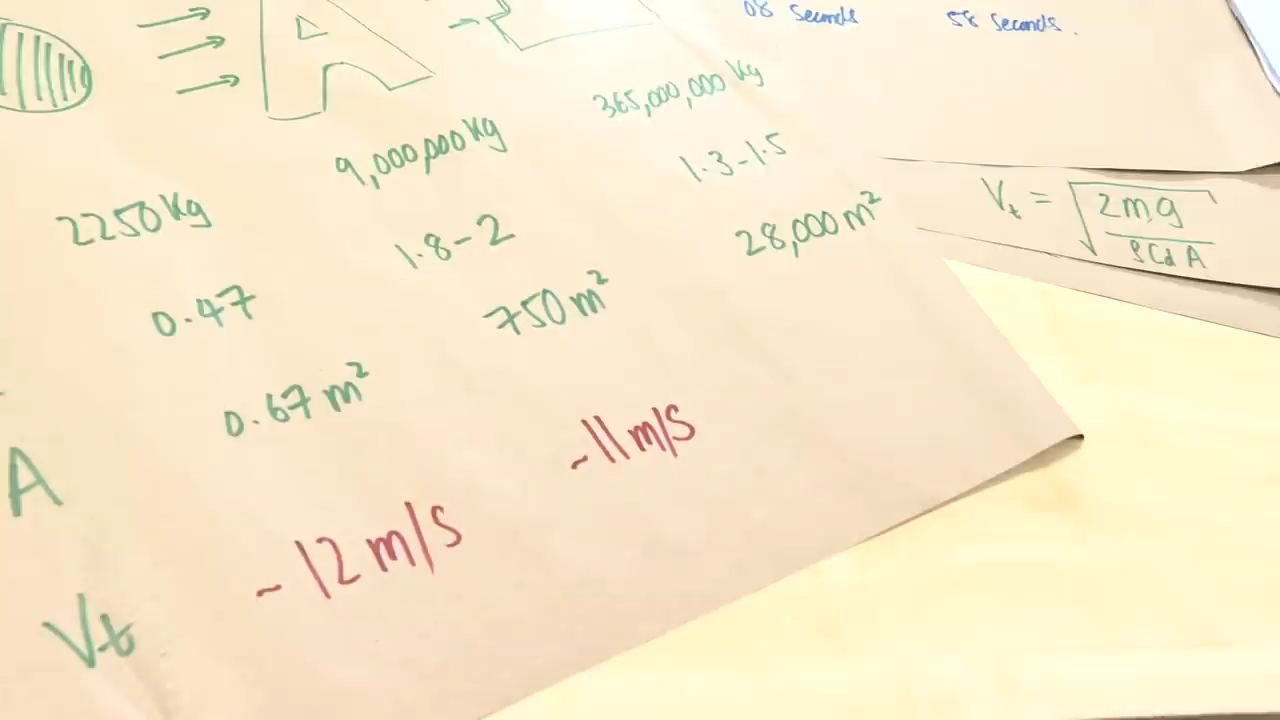 08 Seconds 58 Seconds.
2250 Kg 9,000,000 Kg 365,000,000 Kg
0.47 1.8-2 1.3-1.5
A 0.67 m² 750 m² 28,000 m²
Vt ~12 m/s ~11 m/s
Vt = √2mg
ρCd A